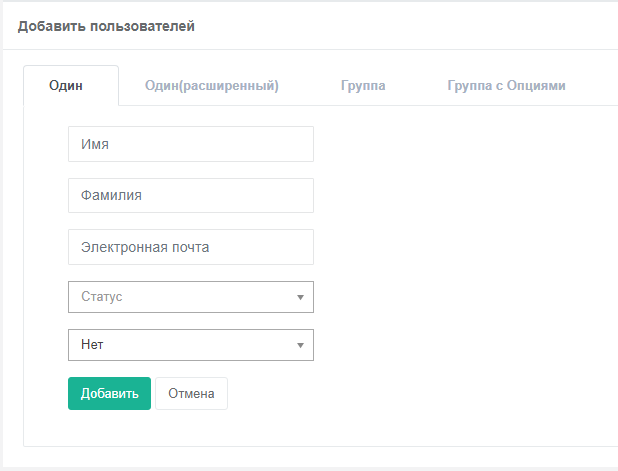 Добавить пользователей
Один
Один(расширенный)
Группа
Группа с Опциями
Имя
Фамилия
Электронная почта
Статус
Нет
Добавить
Отмена